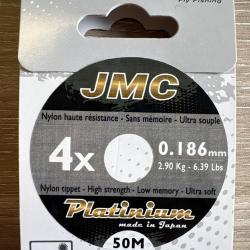 Fly Fishing
JMC
Nylon haute résistance - Sans mémoire - Ultra souple
4x
0.186mm
2.90 Kg - 6.39 Lbs
Nylon tippet - High strength - Low memory - Ultra soft
Platinium
made in Japan
50M